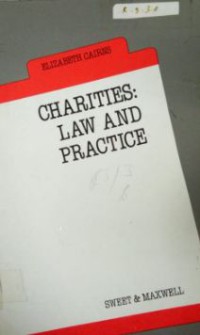 ELIZABETH CAIRNS
CHARITIES:
LAW AND
PRACTICE
SWEET & MAXWELL